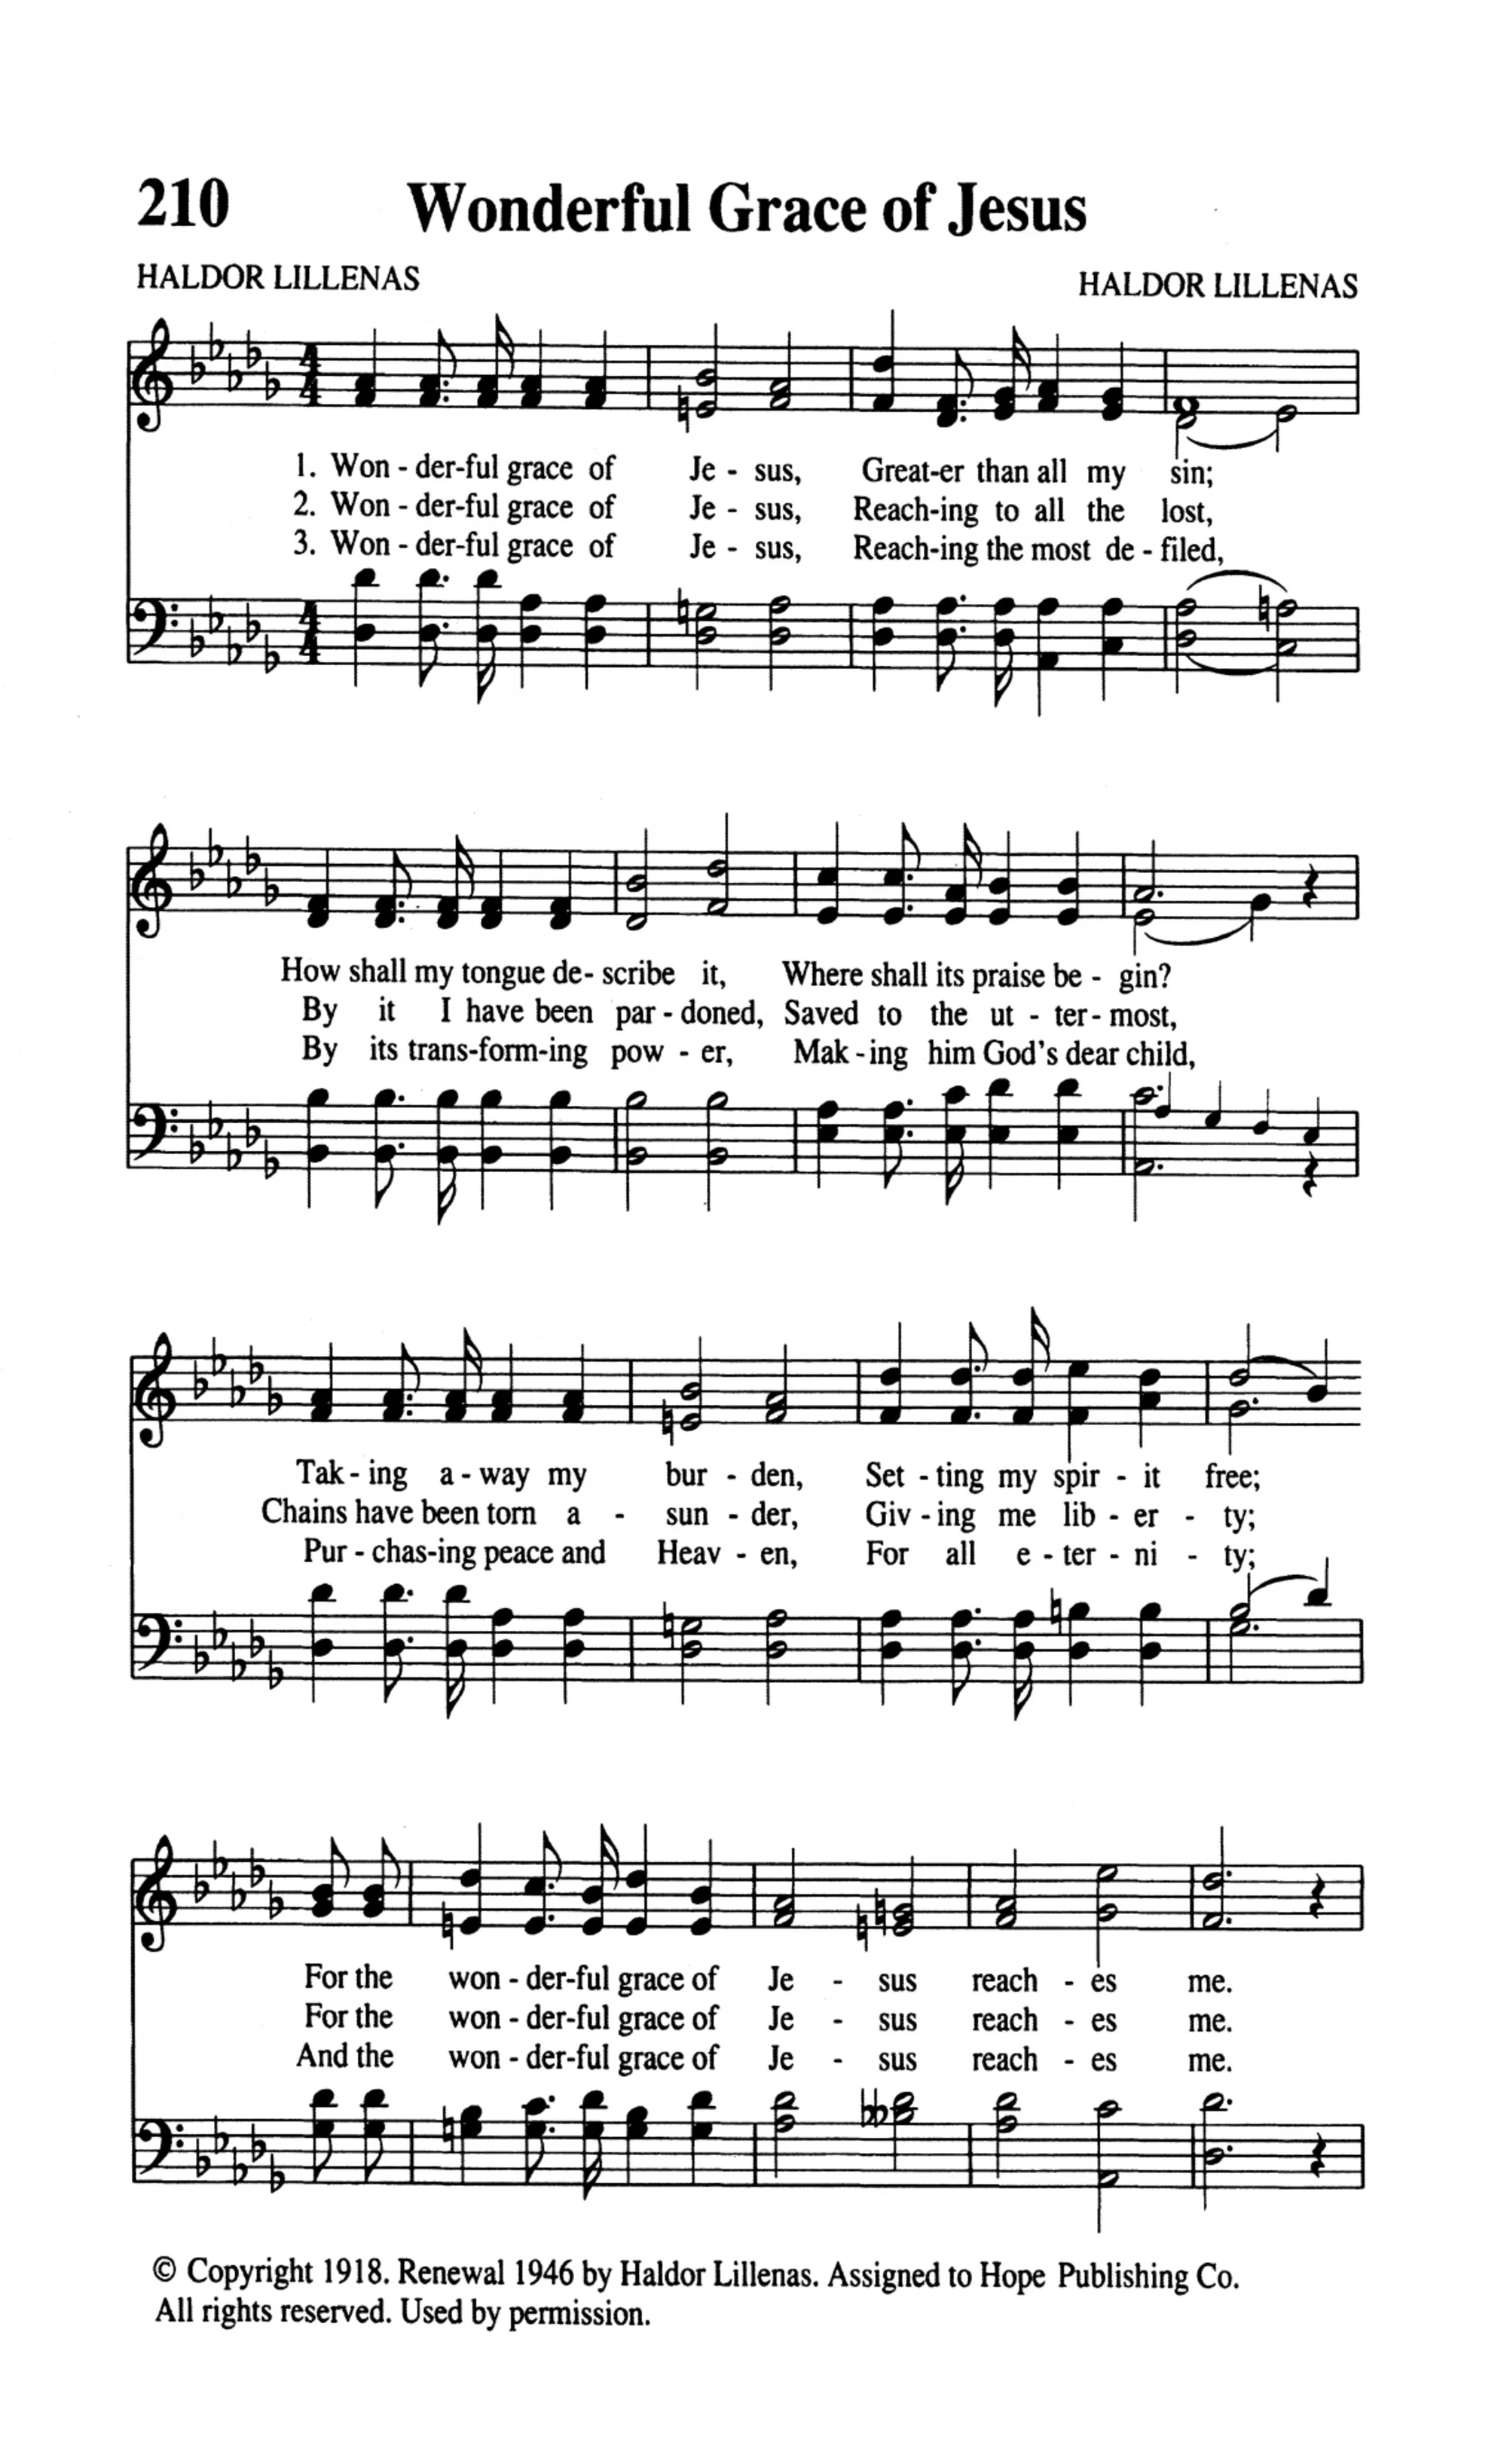 210 Wonderful Grace of Jesus
HALDOR LILLENAS HALDOR LILLENAS
1. Won - der-ful grace of Je - sus, Great-er than all my sin;
2. Won - der-ful grace of Je - sus, Reach-ing to all the lost,
3. Won - der-ful grace of Je - sus, Reach-ing the most de - filed,
How shall my tongue de- scribe it, Where shall its praise be - gin?
By it I have been par - doned, Saved to the ut - ter - most,
By its trans-form-ing pow - er, Mak - ing him God's dear child,
Tak - ing a - way my bur - den, Set - ting my spir - it free;
Chains have been torn a - sun - der, Giv - ing me lib - er - ty;
Pur - chas-ing peace and Heav - en, For all e - ter - ni - ty;
For the won - der-ful grace of Je - sus reach - es me.
For the won - der-ful grace of Je - sus reach - es me.
And the won - der-ful grace of Je - sus reach - es me.
© Copyright 1918. Renewal 1946 by Haldor Lillenas. Assigned to Hope Publishing Co.
All rights reserved. Used by permission.